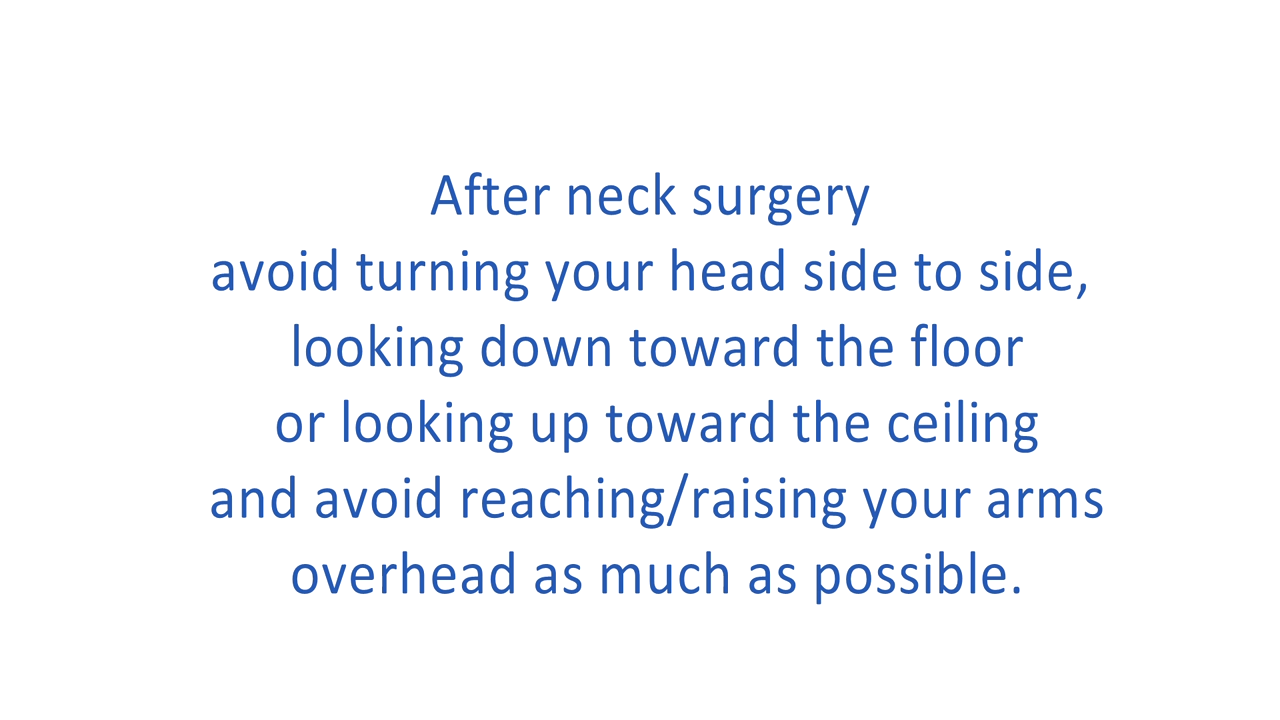 After neck surgery
avoid turning your head side to side,
looking down toward the floor
or looking up toward the ceiling
and avoid reaching/raising your arms
overhead as much as possible.